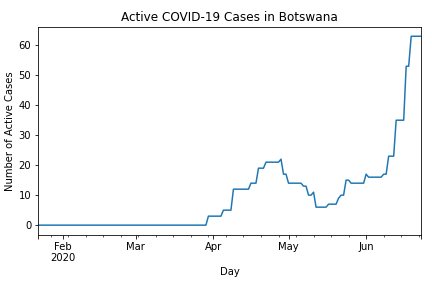 Active COVID-19 Cases in Botswana
Number of Active Cases
60
50
40
30
20
10
0
Feb
2020
Mar
Apr
May
Jun
Day